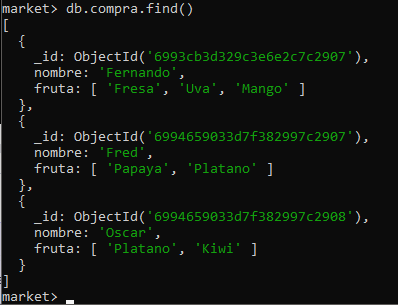 market> db.compra.find()
[
  {
    _id: ObjectId('6993cb3d329c3e6e2c7c2907'),
    nombre: 'Fernando',
    fruta: [ 'Fresa', 'Uva', 'Mango' ]
  },
  {
    _id: ObjectId('6994659033d7f382997c2907'),
    nombre: 'Fred',
    fruta: [ 'Papaya', 'Platano' ]
  },
  {
    _id: ObjectId('6994659033d7f382997c2908'),
    nombre: 'Oscar',
    fruta: [ 'Platano', 'Kiwi' ]
  }
]
market>